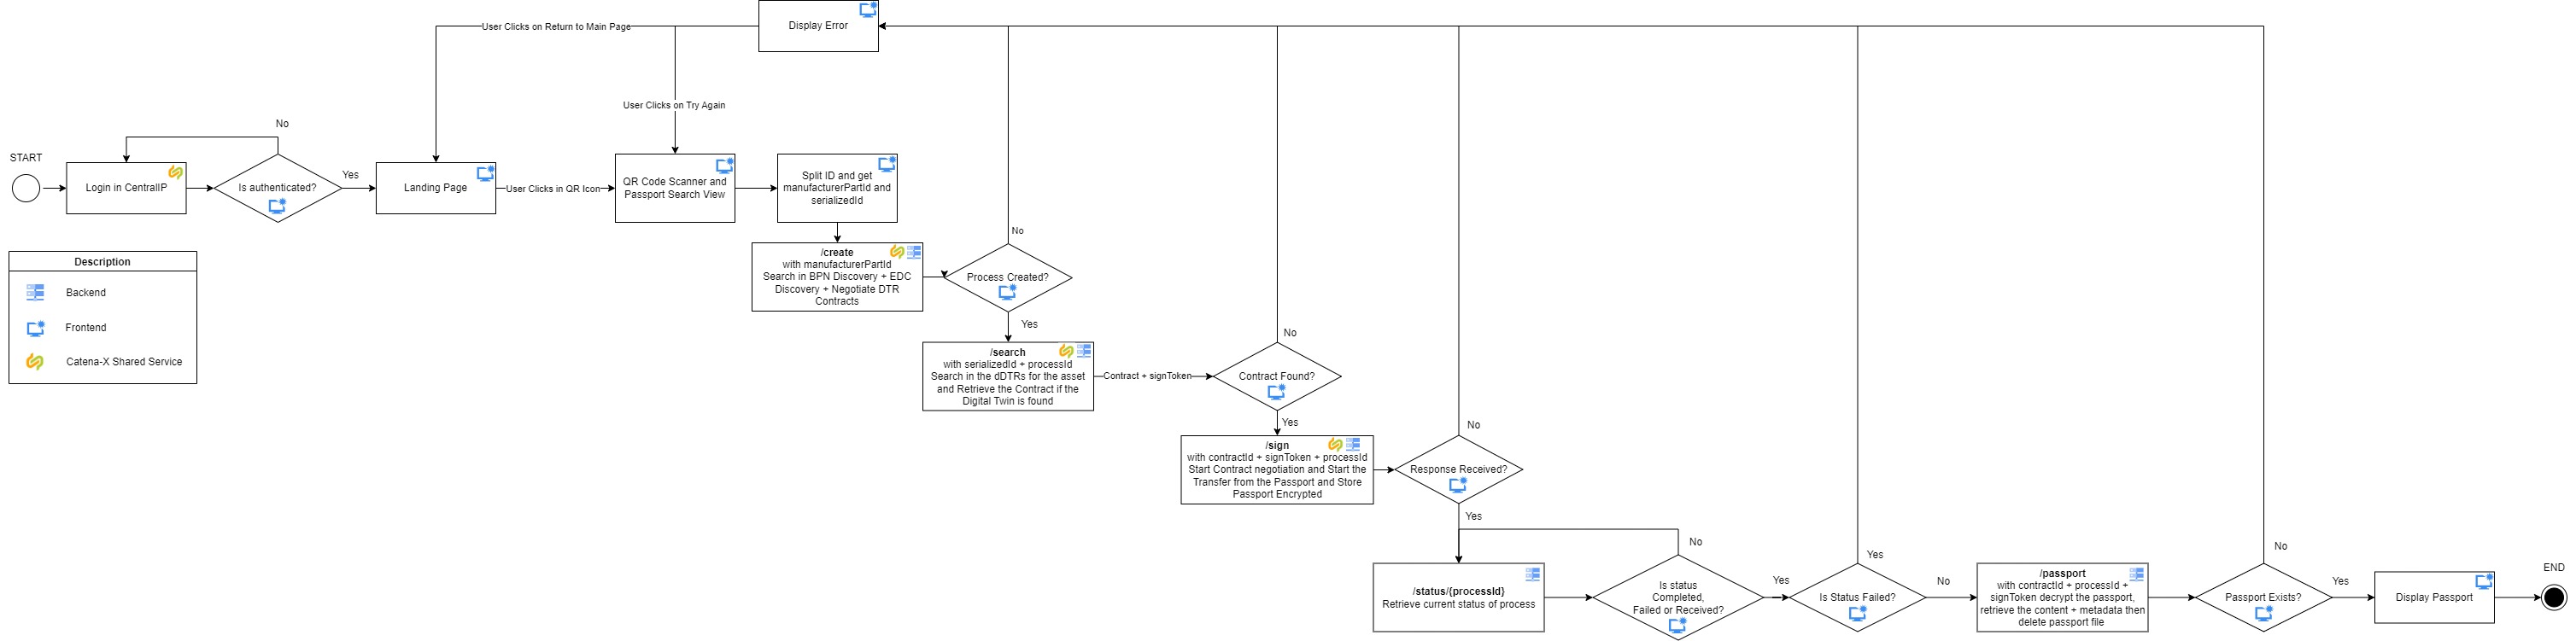 Display Error
User Clicks on Return to Main Page
User Clicks on Try Again
No
START
Login in CentralIP
Is authenticated?
Yes
Landing Page
User Clicks in QR Icon
QR Code Scanner and
Passport Search View
Split ID and get
manufacturerPartId and
serializedId
Description
Backend
Frontend
Catena-X Shared Service
/create
with manufacturerPartId
Search in BPN Discovery + EDC
Discovery + Negotiate DTR
Contracts
No
Process Created?
Yes
/search
with serializedId + processId
Search in the dDTRs for the asset
and Retrieve the Contract if the
Digital Twin is found
Contract + signToken
No
Contract Found?
Yes
/sign
with contractId + signToken + processId
Start Contract negotiation and Start the
Transfer from the Passport and Store
Passport Encrypted
No
Response Received?
Yes
/status/{processId}
Retrieve current status of process
No
Is status
Completed,
Failed or Received?
Yes
Yes
Is Status Failed?
No
/passport
with contractId + processId +
signToken decrypt the passport,
retrieve the content + metadata then
delete passport file
No
Passport Exists?
Yes
Display Passport
END